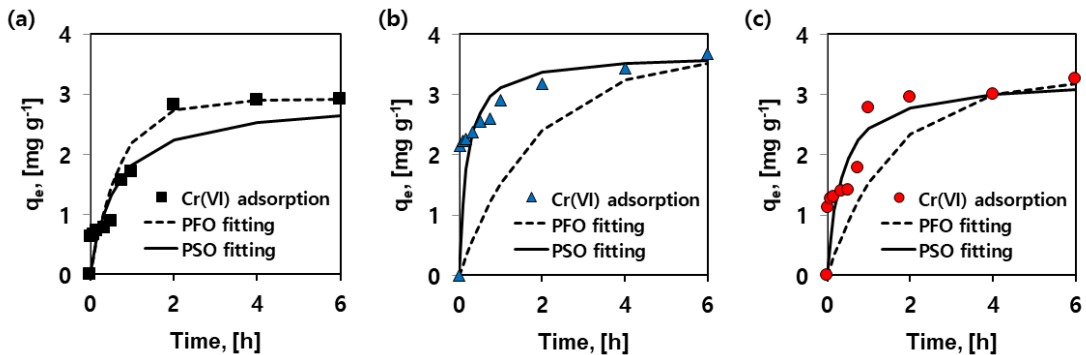 (a)
4
3
2
1
0
qe, [mg g-1]
Cr(VI) adsorption
PFO fitting
PSO fitting
0 2 4 6
Time, [h]
(b)
4
3
2
1
0
qe, [mg g-1]
Cr(VI) adsorption
PFO fitting
PSO fitting
0 2 4 6
Time, [h]
(c)
4
3
2
1
0
qe, [mg g-1]
Cr(VI) adsorption
PFO fitting
PSO fitting
0 2 4 6
Time, [h]